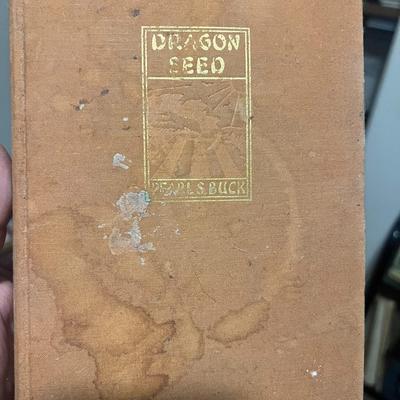 DRAGON
SEED
PEARL S. BUCK